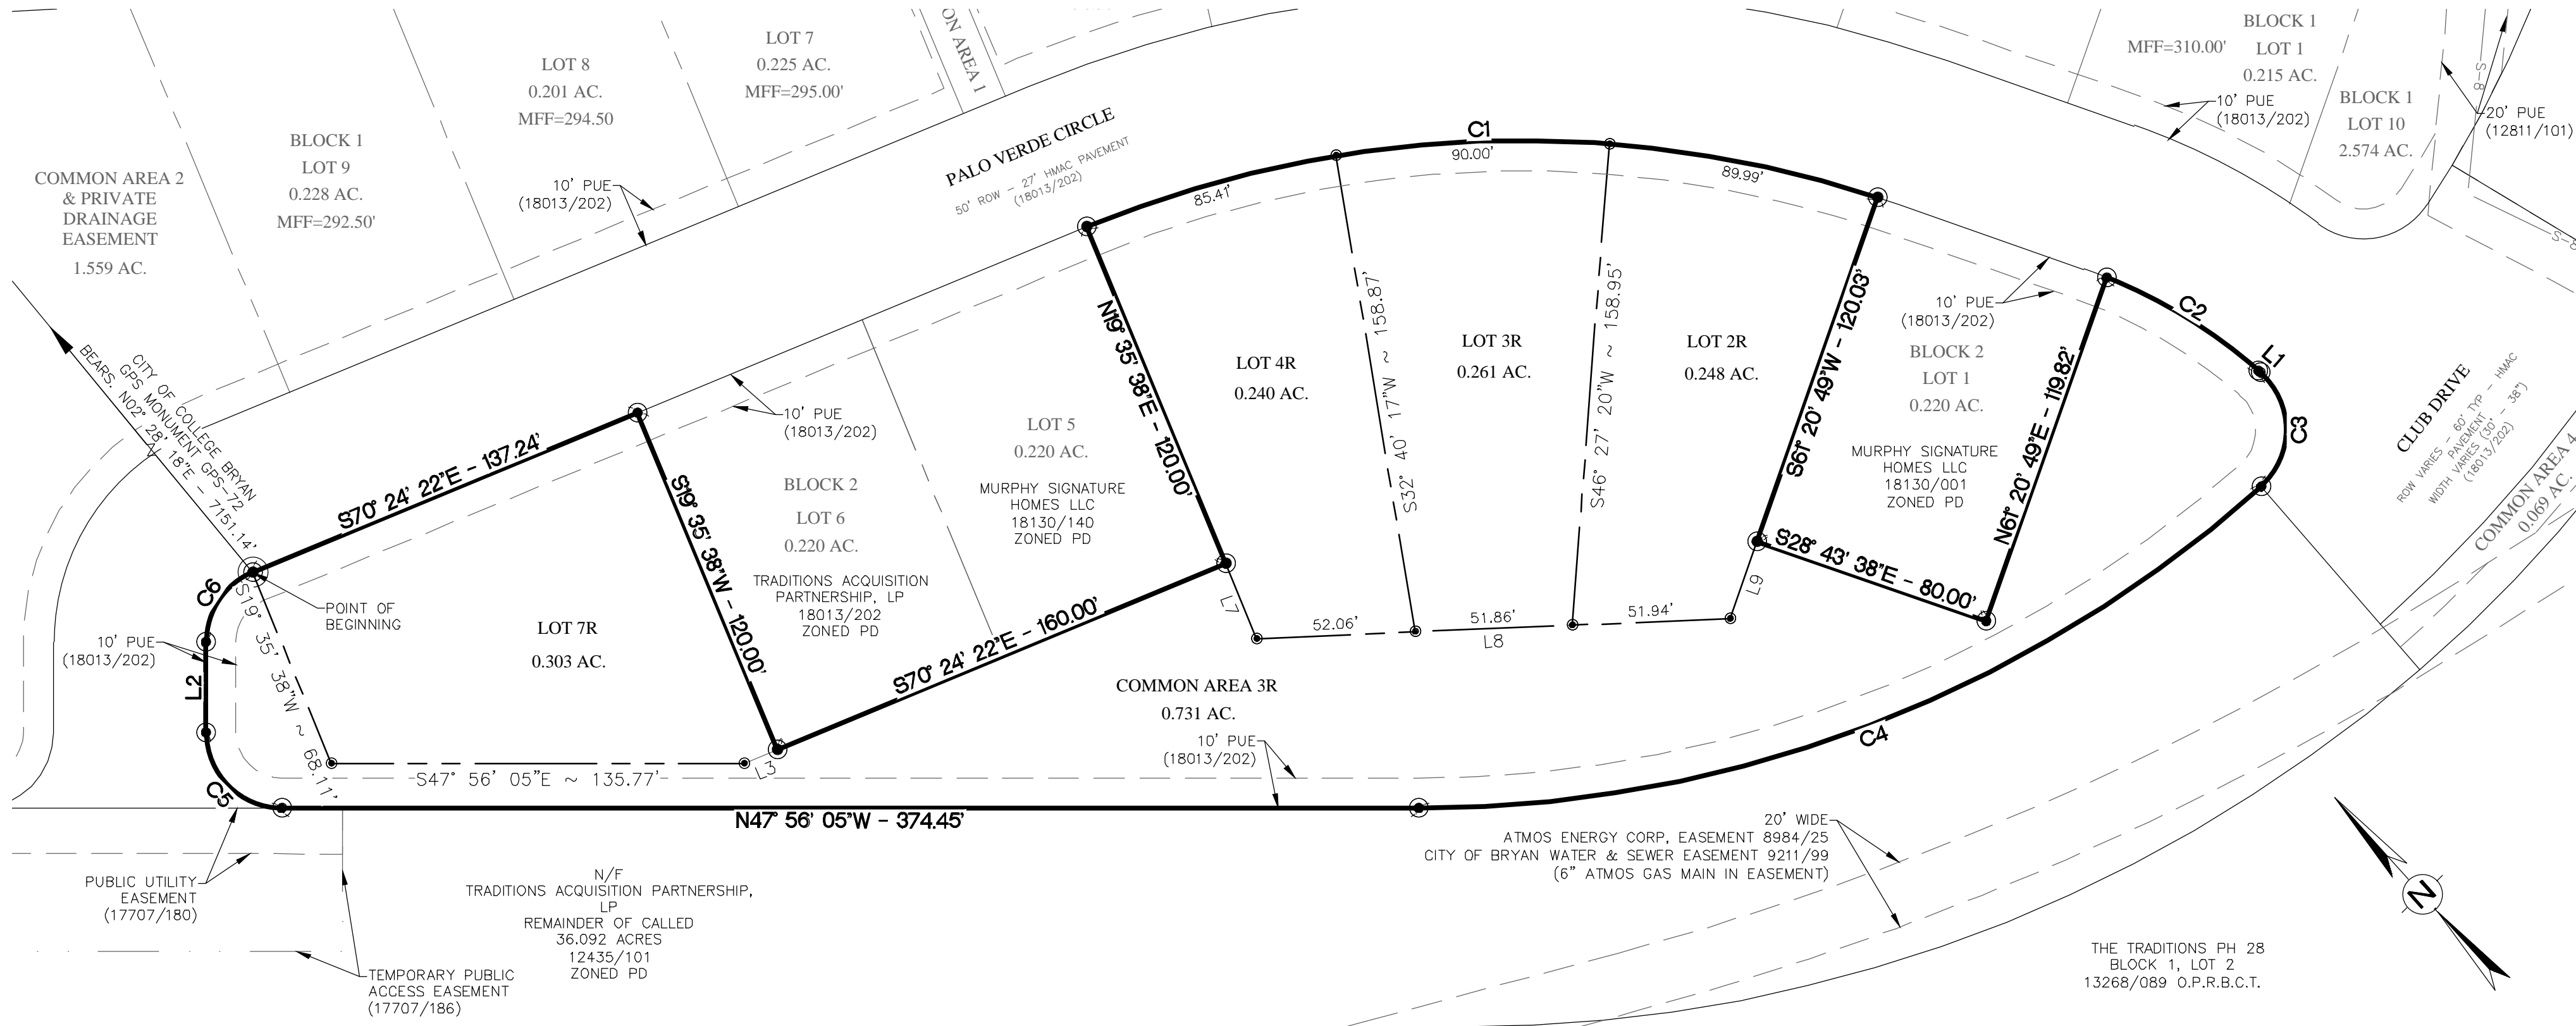 ON AREA 1
LOT 7
0.225 AC.
MFF=295.00'
LOT 8
0.201 AC.
MFF=294.50
BLOCK 1
LOT 9
0.228 AC.
MFF=292.50'
COMMON AREA 2
& PRIVATE
DRAINAGE
EASEMENT
1.559 AC.
10' PUE
(18013/202)
PALO VERDE CIRCLE
50' ROW - 27' HMAC PAVEMENT
(18013/202)
C1
85.41'
90.00'
89.99'
MFF=310.00'
BLOCK 1
LOT 1
0.215 AC.
10' PUE
(18013/202)
BLOCK 1
LOT 10
2.574 AC.
S-8
20' PUE
(12811/101)
S-8
CITY OF COLLEGE BRYAN
GPS MONUMENT GPS-72
BEARS: N02° 28' 18"E - 7151.14'
S70° 24' 22"E - 137.24'
10' PUE
(18013/202)
S19° 35' 38"W - 120.00'
BLOCK 2
LOT 6
0.220 AC.
TRADITIONS ACQUISITION
PARTNERSHIP, LP
18013/202
ZONED PD
LOT 5
0.220 AC.
MURPHY SIGNATURE
HOMES LLC
18130/140
ZONED PD
N19° 35' 38"E - 120.00'
LOT 4R
0.240 AC.
S32° 40' 17"W ~ 158.87'
LOT 3R
0.261 AC.
S46° 27' 20"W ~ 158.95'
LOT 2R
0.248 AC.
S61° 20' 49"W - 120.03'
10' PUE
(18013/202)
BLOCK 2
LOT 1
0.220 AC.
MURPHY SIGNATURE
HOMES LLC
18130/001
ZONED PD
N61° 20' 49"E - 119.82'
S28° 43' 38"E - 80.00'
C2
L1
C3
CLUB DRIVE
ROW VARIES - 60' TYP - HMAC
PAVEMENT
WIDTH VARIES (30' - 38")
(18013/202)
COMMON AREA 4
0.069 AC.
C6
POINT OF
BEGINNING
10' PUE
(18013/202)
L2
C5
S19° 35' 38"W ~ 68.11'
LOT 7R
0.303 AC.
S47° 56' 05"E ~ 135.77'
L3
S70° 24' 22"E - 160.00'
L7
52.06'
51.86'
51.94'
L8
L9
COMMON AREA 3R
0.731 AC.
10' PUE
(18013/202)
C4
N47° 56' 05"W - 374.45'
20' WIDE
ATMOS ENERGY CORP, EASEMENT 8984/25
CITY OF BRYAN WATER & SEWER EASEMENT 9211/99
(6" ATMOS GAS MAIN IN EASEMENT)
PUBLIC UTILITY
EASEMENT
(17707/180)
TEMPORARY PUBLIC
ACCESS EASEMENT
(17707/186)
N/F
TRADITIONS ACQUISITION PARTNERSHIP,
LP
REMAINDER OF CALLED
36.092 ACRES
12435/101
ZONED PD
N
THE TRADITIONS PH 28
BLOCK 1, LOT 2
13268/089 O.P.R.B.C.T.